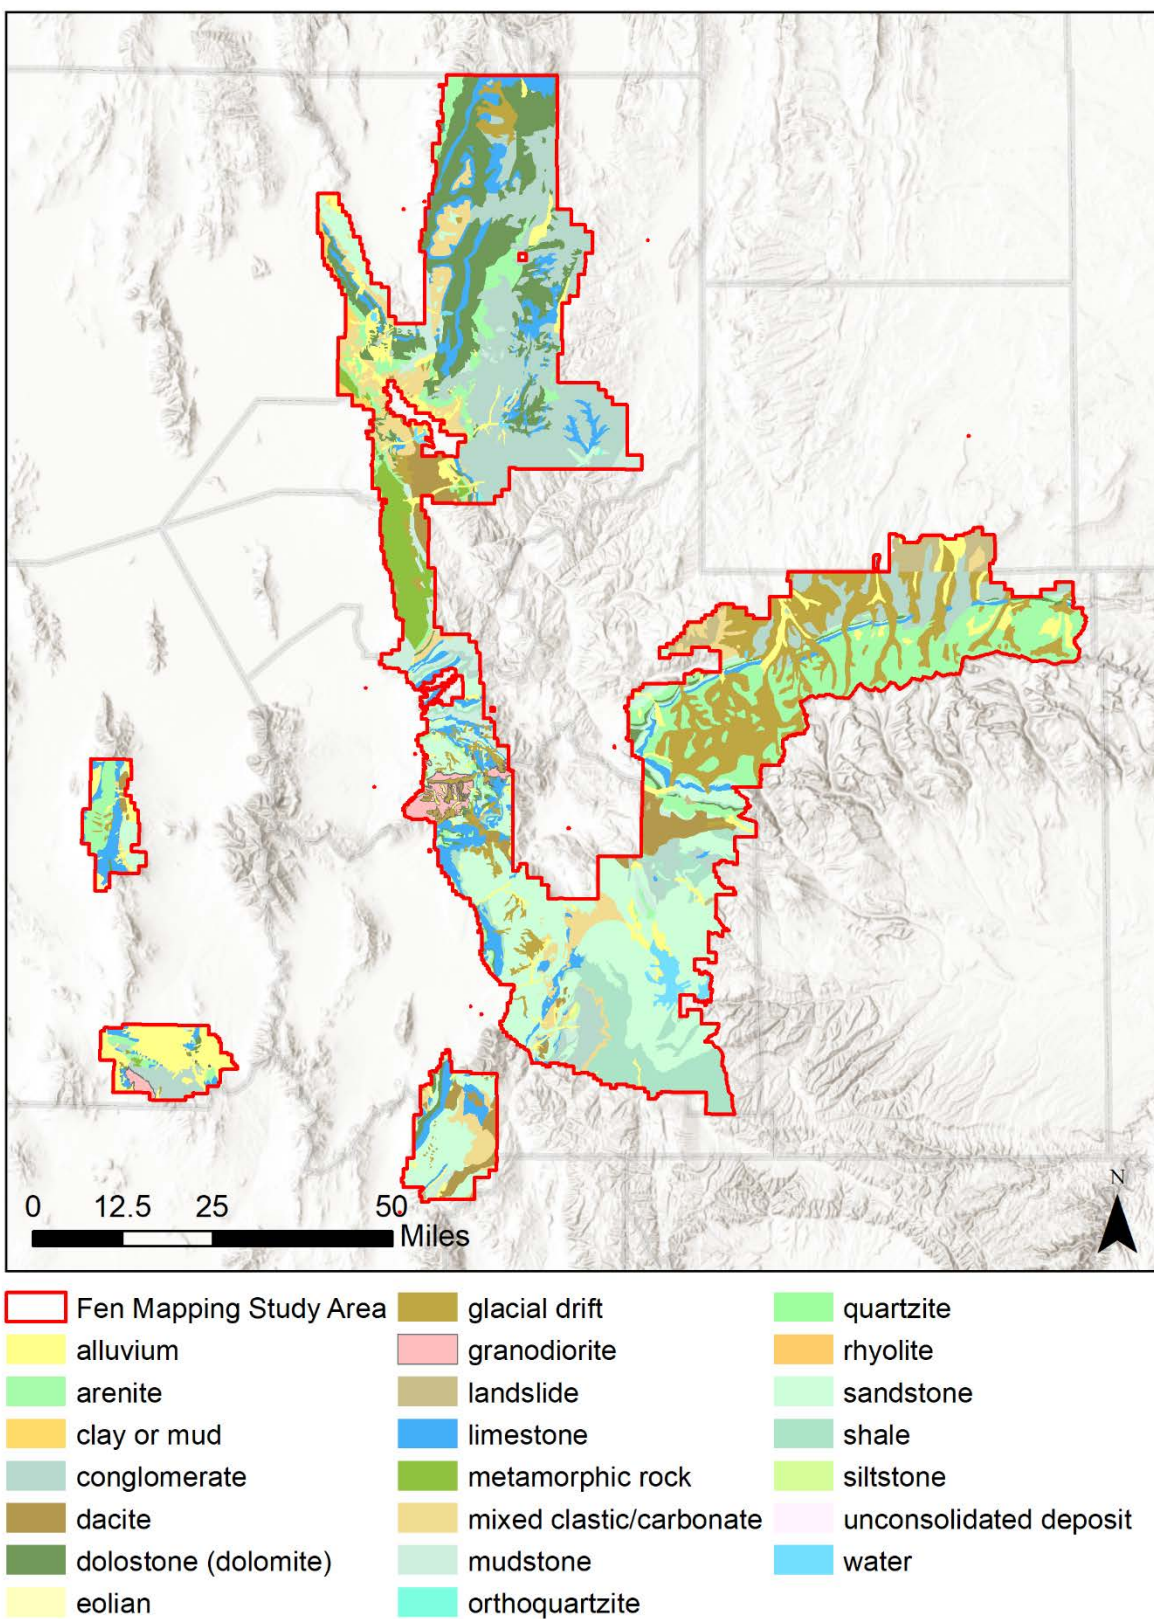 N
0 12.5 25 50
Miles
Fen Mapping Study Area
alluvium
arenite
clay or mud
conglomerate
dacite
dolostone (dolomite)
eolian
glacial drift
granodiorite
landslide
limestone
metamorphic rock
mixed clastic/carbonate
mudstone
orthoquartzite
quartzite
rhyolite
sandstone
shale
siltstone
unconsolidated deposit
water